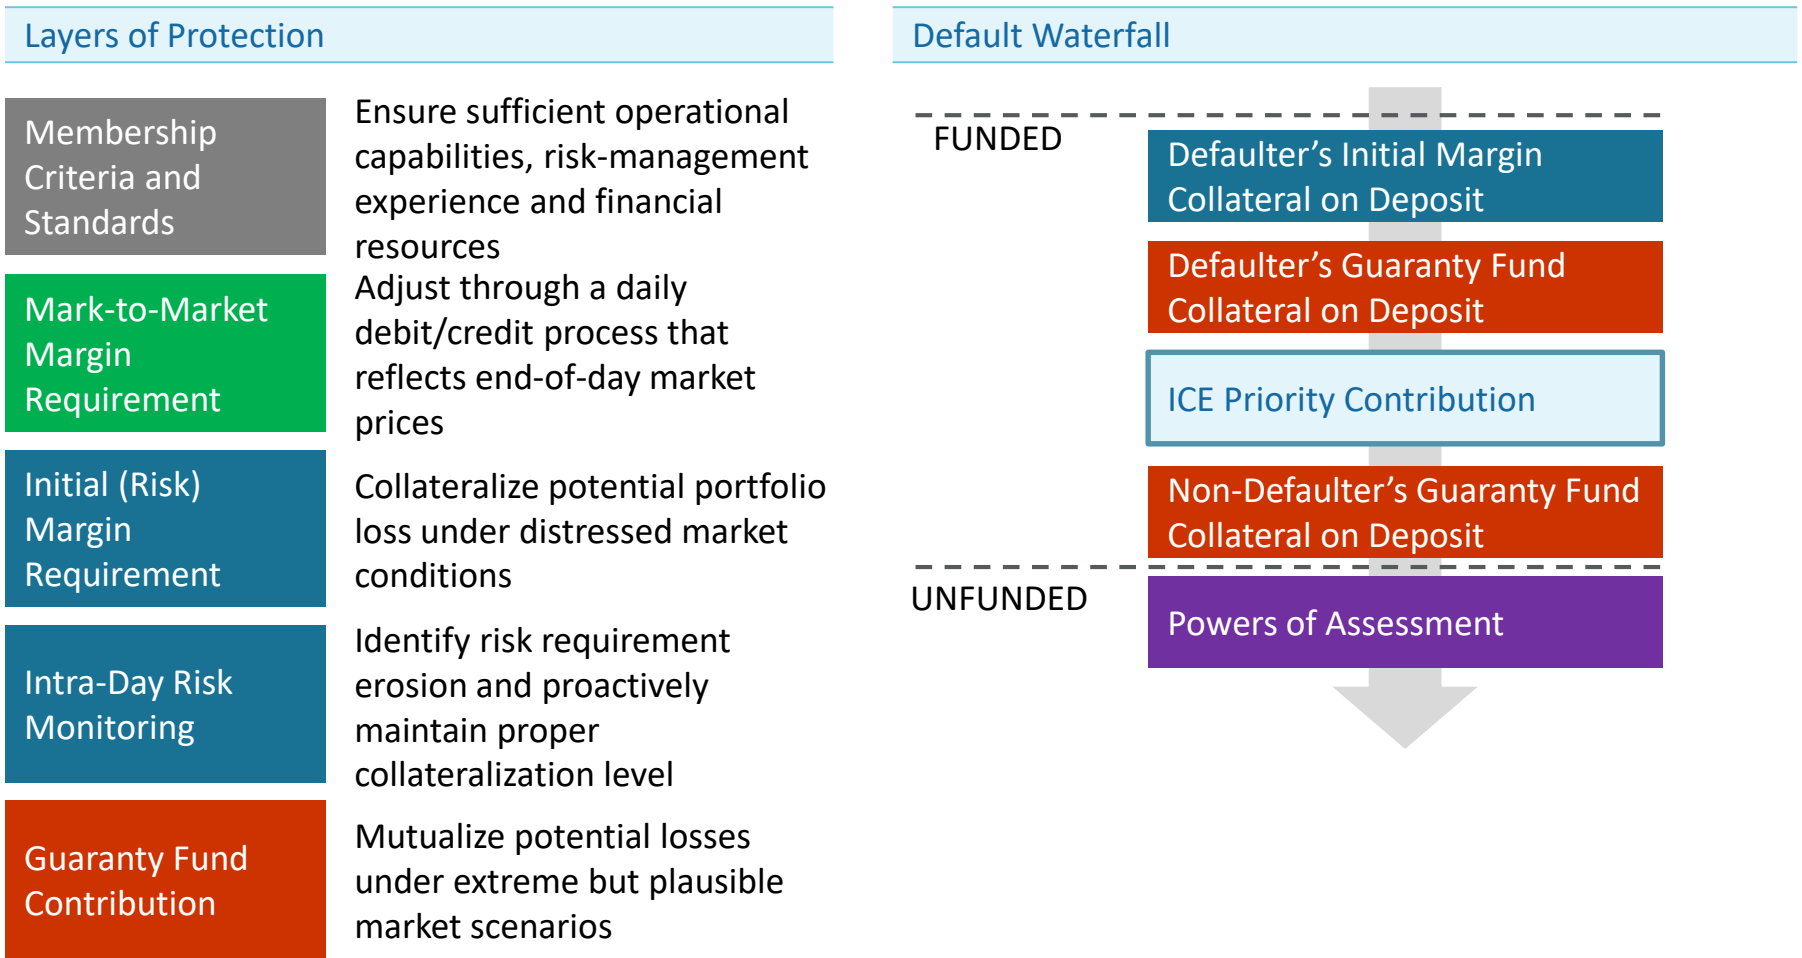 Layers of Protection
Membership
Criteria and
Standards
Ensure sufficient operational
capabilities, risk-management
experience and financial
resources
Mark-to-Market
Margin
Requirement
Adjust through a daily
debit/credit process that
reflects end-of-day market
prices
Initial (Risk)
Margin
Requirement
Collateralize potential portfolio
loss under distressed market
conditions
Intra-Day Risk
Monitoring
Identify risk requirement
erosion and proactively
maintain proper
collateralization level
Guaranty Fund
Contribution
Mutualize potential losses
under extreme but plausible
market scenarios
Default Waterfall
FUNDED
Defaulter’s Initial Margin
Collateral on Deposit
Defaulter’s Guaranty Fund
Collateral on Deposit
ICE Priority Contribution
Non-Defaulter’s Guaranty Fund
Collateral on Deposit
UNFUNDED
Powers of Assessment